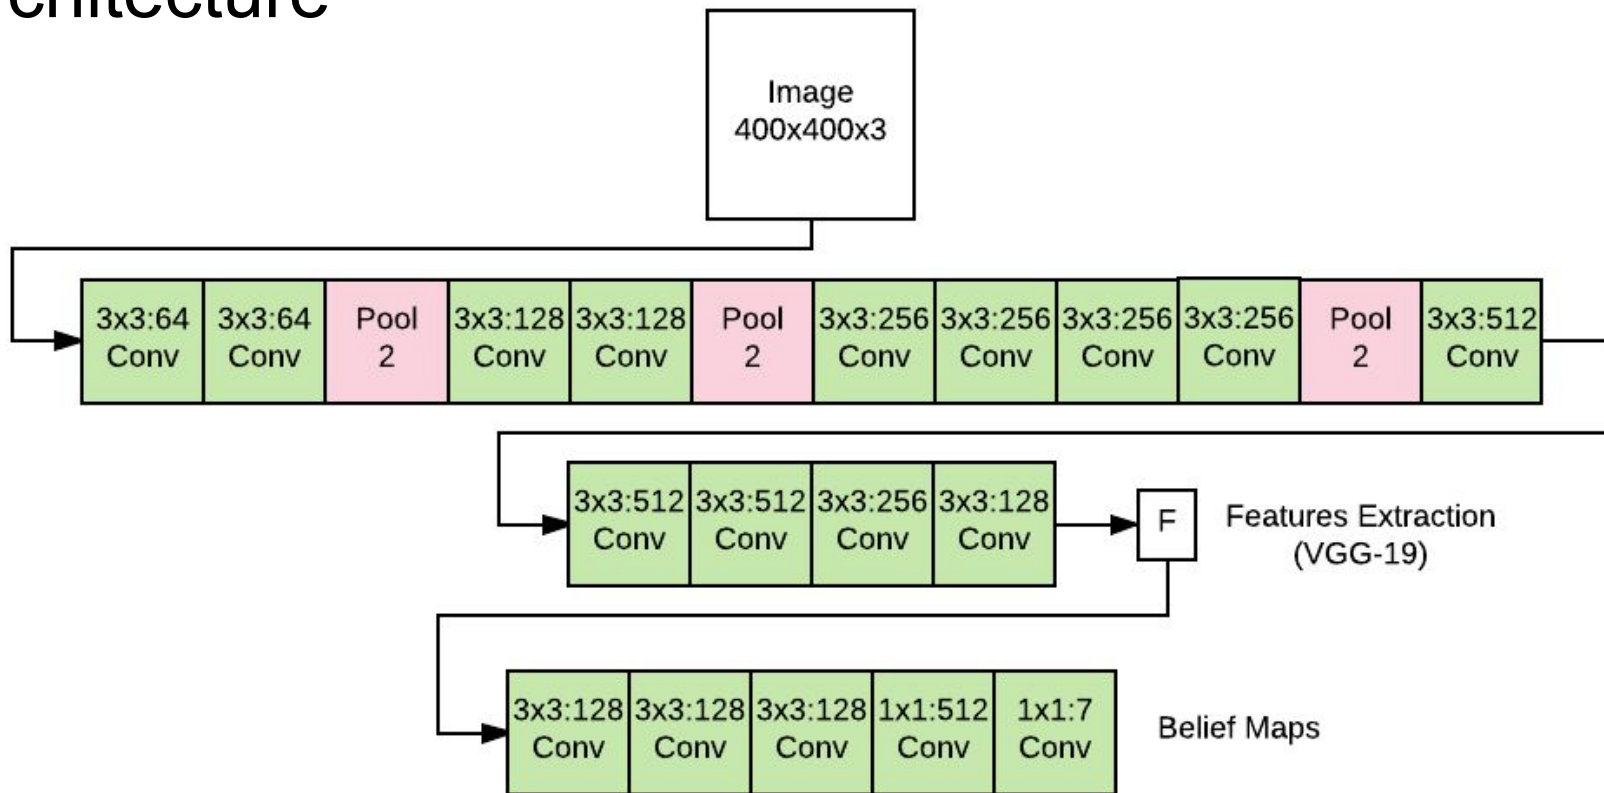 chitecture
Image
400x400x3
3x3:64 3x3:64 Pool 3x3:128 3x3:128 Pool 3x3:256 3x3:256 3x3:256 3x3:256 Pool 3x3:512
Conv Conv 2 Conv Conv 2 Conv Conv Conv Conv 2 Conv
3x3:512 3x3:512 3x3:256 3x3:128 F Features Extraction
Conv Conv Conv Conv (VGG-19)
3x3:128 3x3:128 3x3:128 1x1:512 1x1:7 Belief Maps
Conv Conv Conv Conv Conv